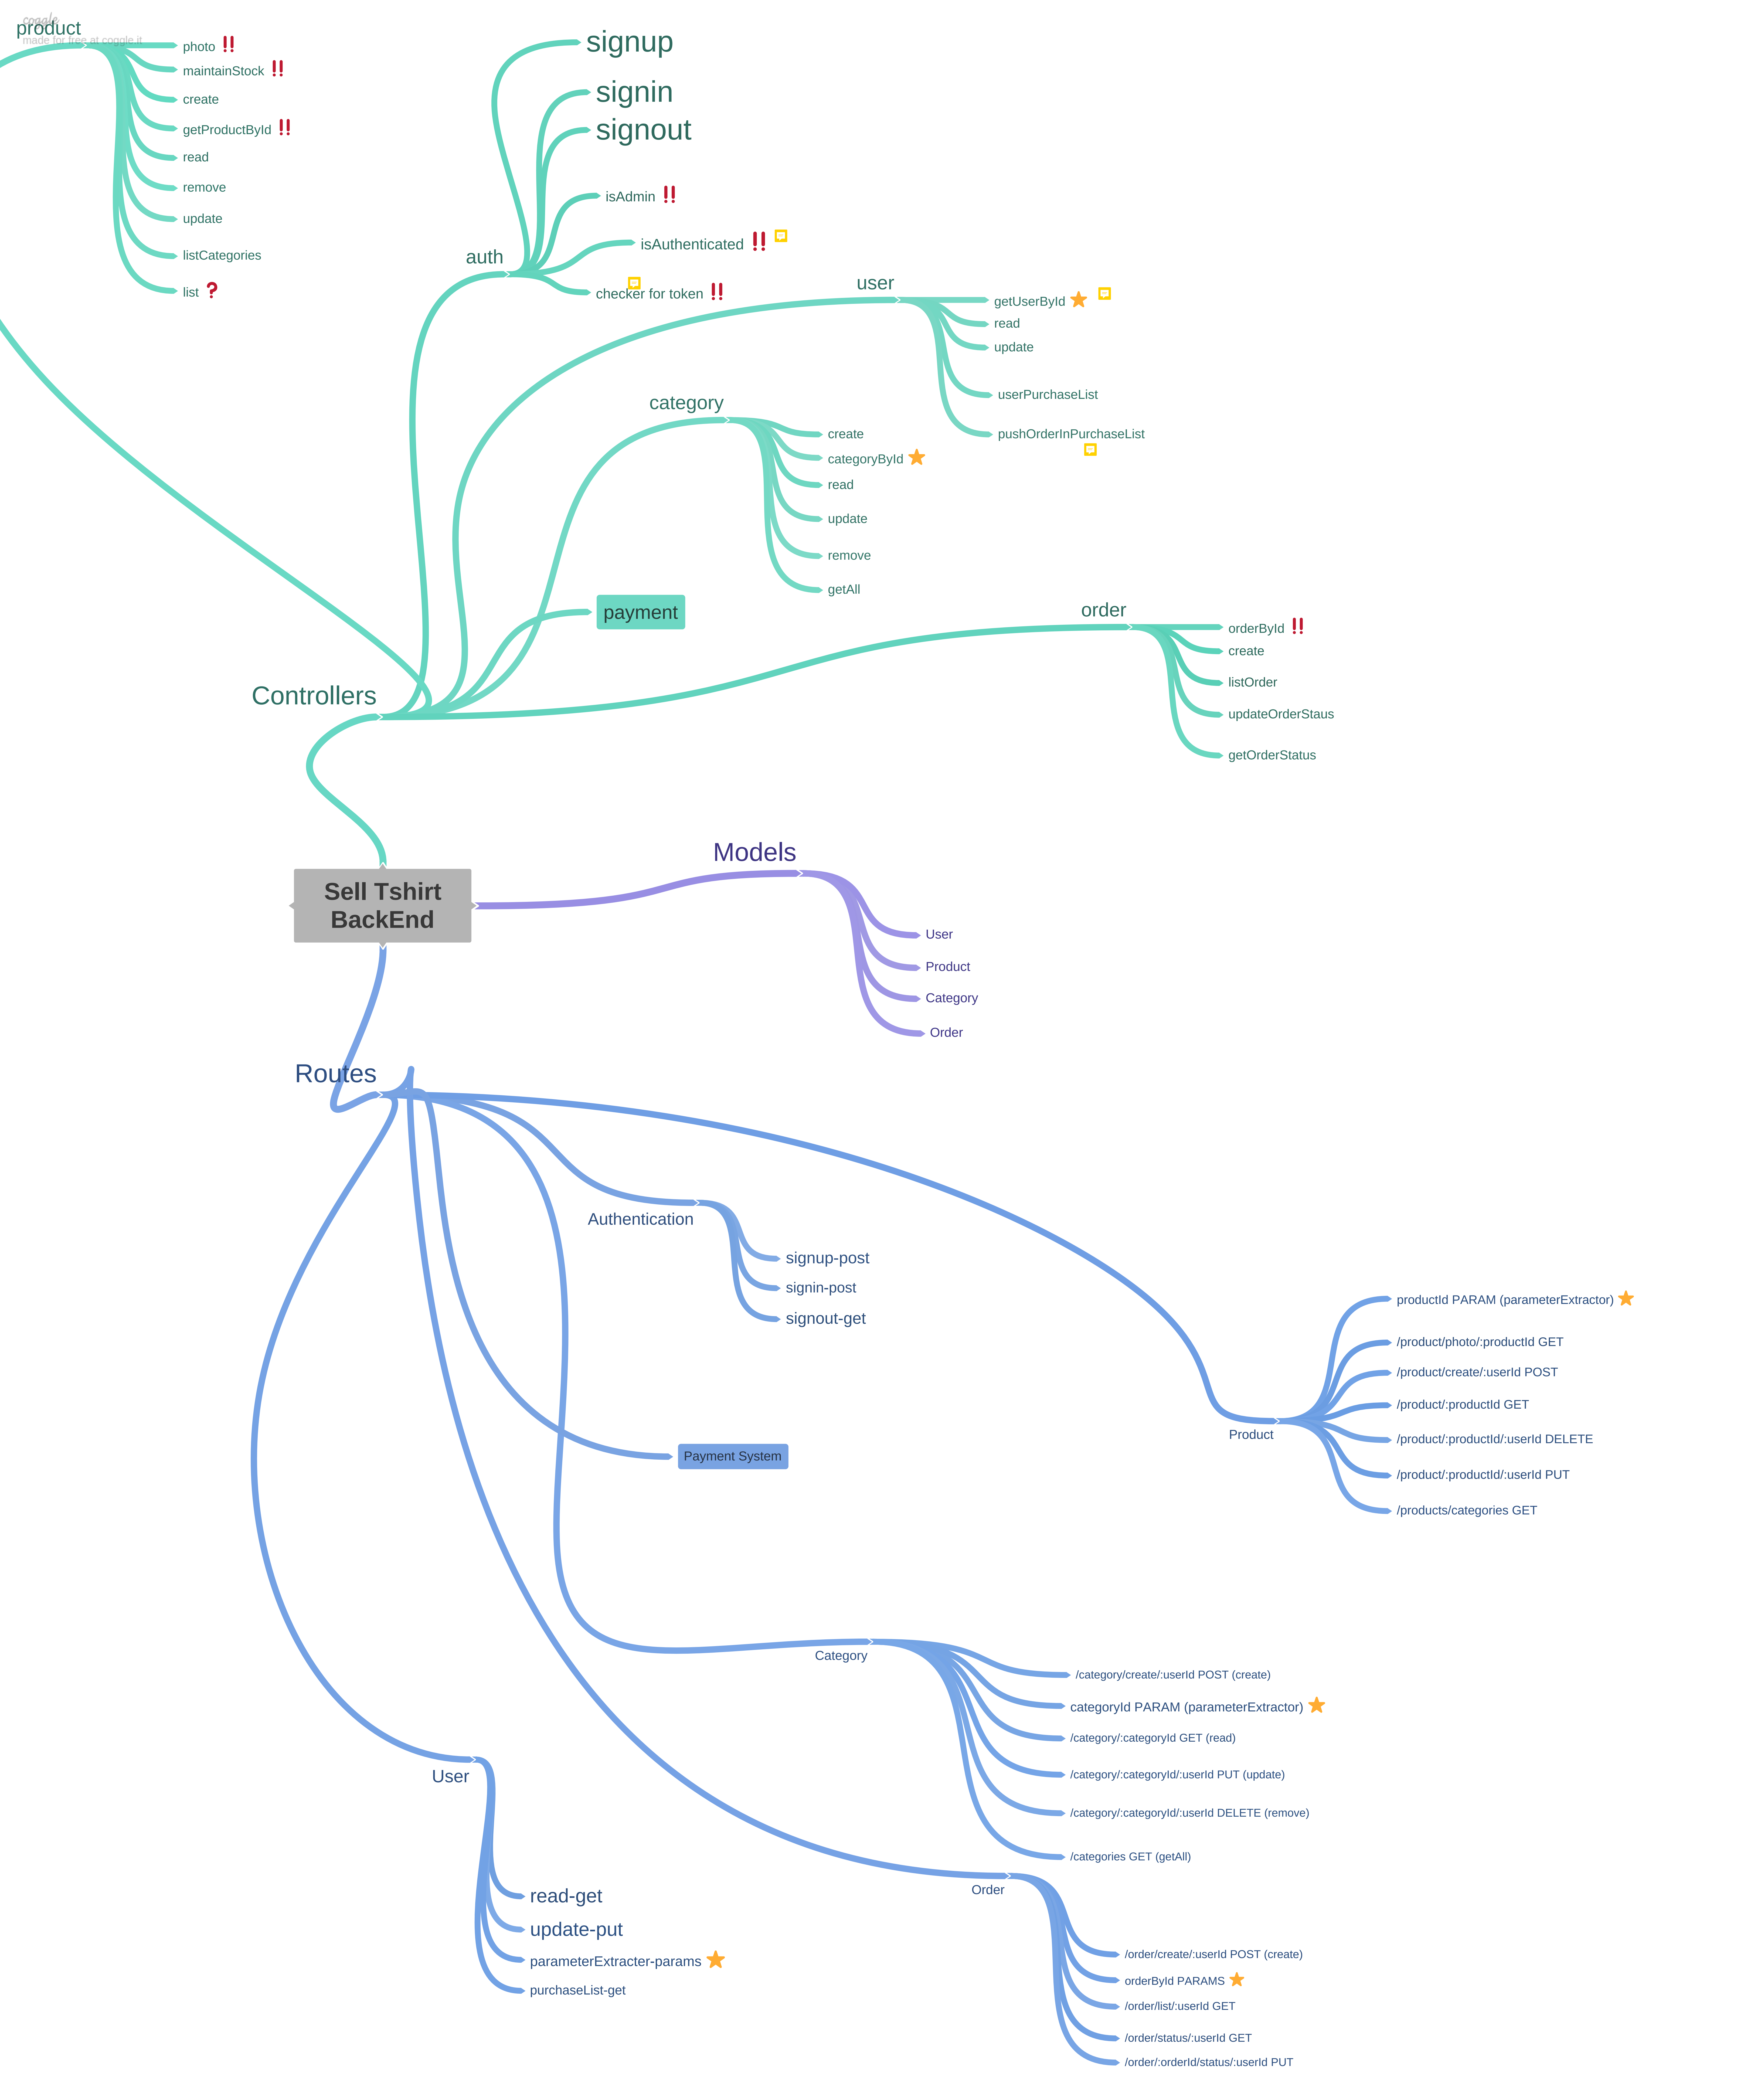 coggle
made for free at coggle.it
product
photo
maintainStock
create
getProductById
read
remove
update
listCategories
list
signup
signin
signout
isAdmin
isAuthenticated
checker for token
auth
user
getUserById
read
update
userPurchaseList
pushOrderInPurchaseList
category
create
categoryById
read
update
remove
getAll
payment
order
orderById
create
listOrder
updateOrderStaus
getOrderStatus
Controllers
Models
Sell Tshirt
BackEnd
User
Product
Category
Order
Routes
Authentication
signup-post
signin-post
signout-get
productId PARAM (parameterExtractor)
/product/photo/:productId GET
/product/create/:userId POST
/product/:productId GET
/product/:productId/:userId DELETE
/product/:productId/:userId PUT
/products/categories GET
Product
Payment System
Category
/category/create/:userId POST (create)
categoryId PARAM (parameterExtractor)
/category/:categoryId GET (read)
/category/:categoryId/:userId PUT (update)
/category/:categoryId/:userId DELETE (remove)
/categories GET (getAll)
User
read-get
update-put
parameterExtracter-params
purchaseList-get
Order
/order/create/:userId POST (create)
orderById PARAMS
/order/list/:userId GET
/order/status/:userId GET
/order/:orderId/status/:userId PUT